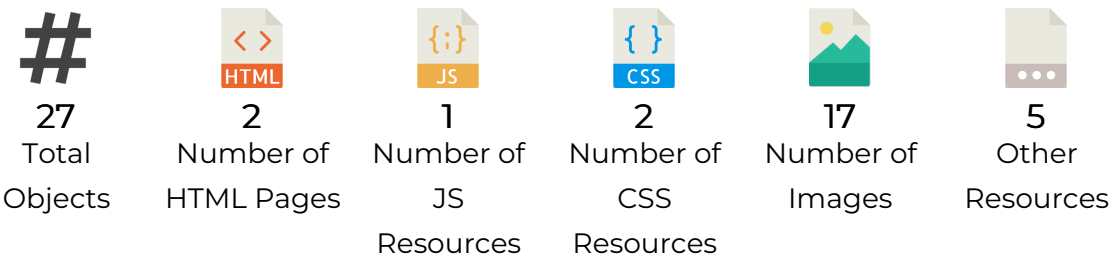 #
HTML
{;} JS
{ } CSS
27
Total
Objects
2
Number of
HTML Pages
1
Number of
JS
Resources
2
Number of
CSS
Resources
17
Number of
Images
5
Other
Resources